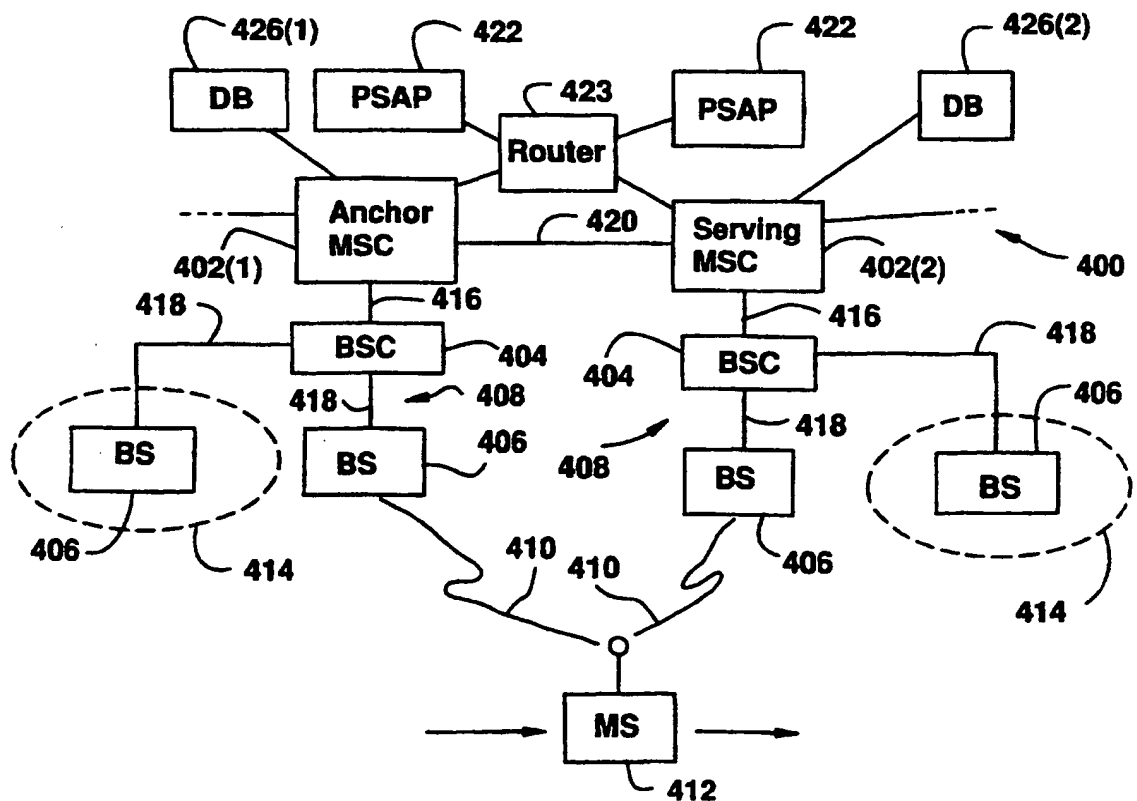 426(1)
422
422
426(2)
DB
PSAP
423
PSAP
DB
Router
Anchor
MSC
420
Serving
MSC
402(1)
402(2)
400
416
416
418
418
BSC
404
404
BSC
418
408
406
418
BS
BS
406
408
BS
BS
406
414
410
410
406
414
MS
412